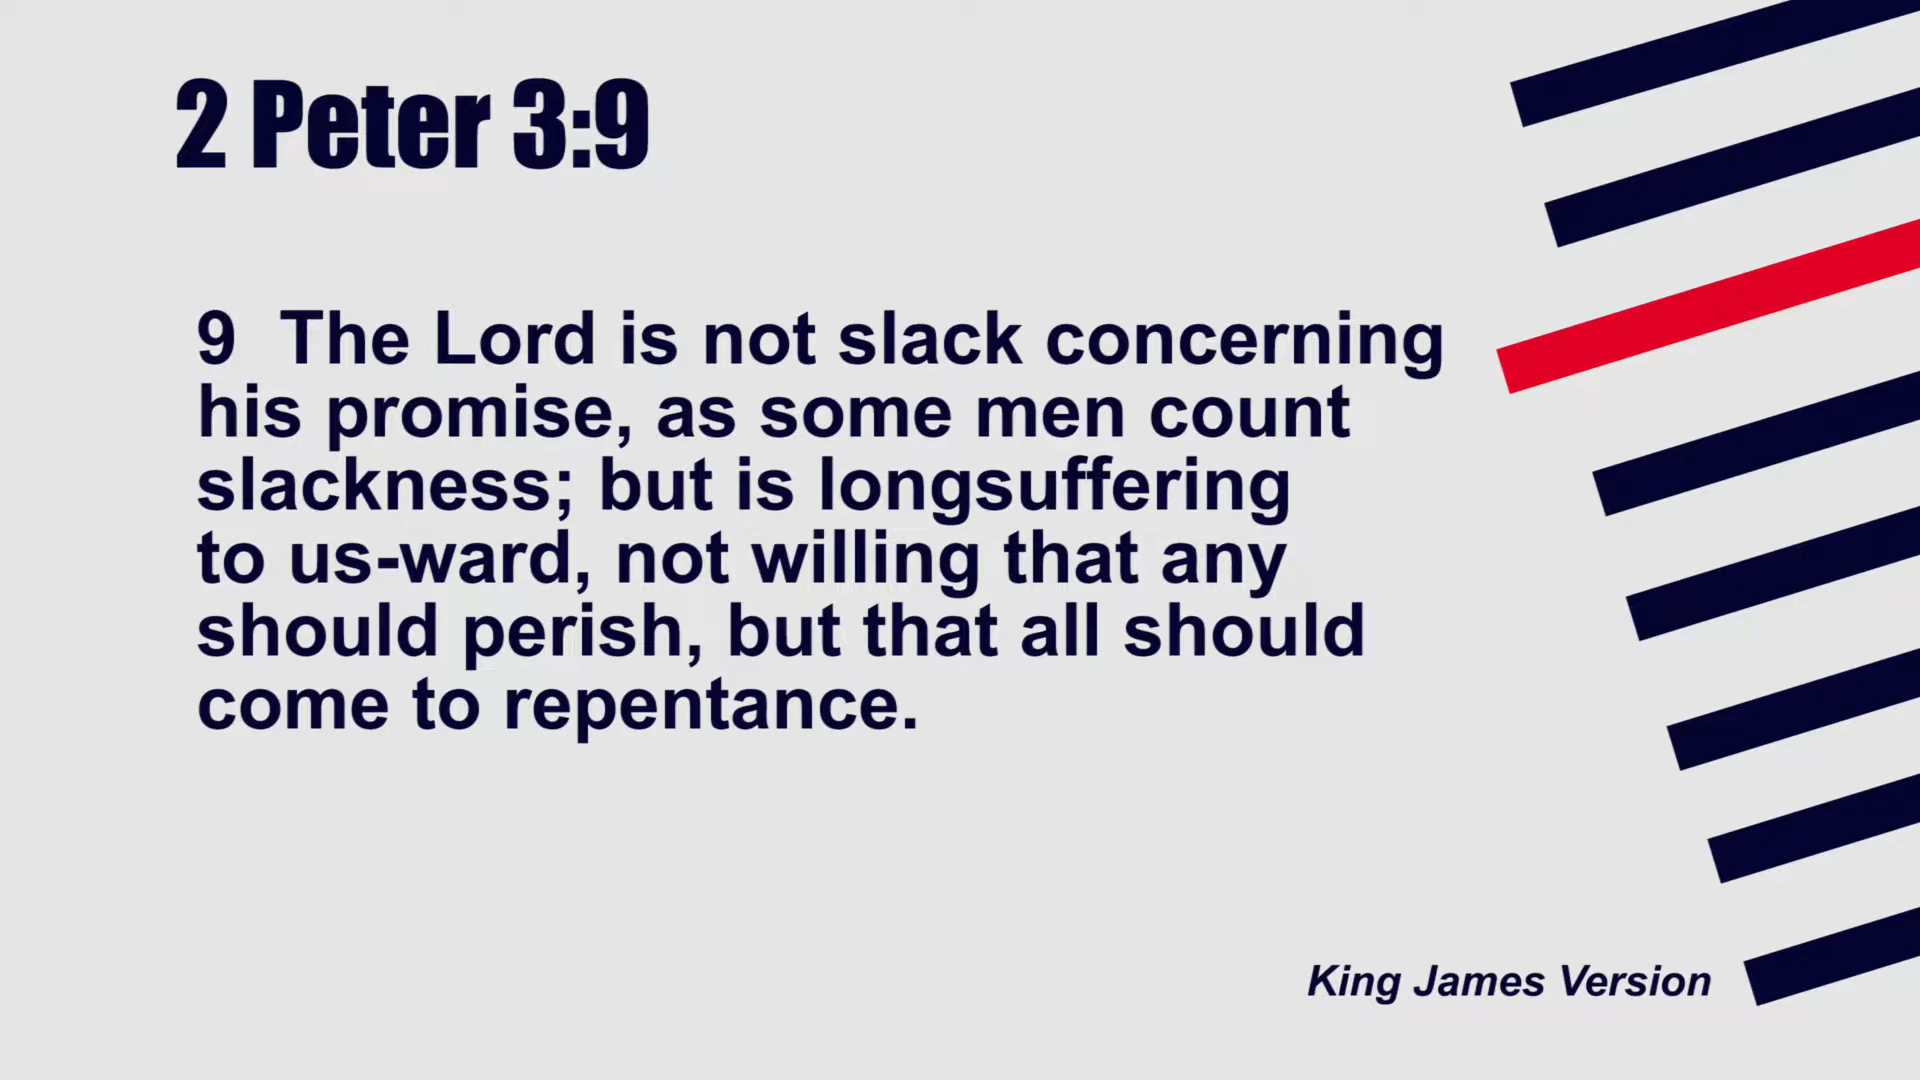 2 Peter 3:9
9 The Lord is not slack concerning
his promise, as some men count
slackness; but is longsuffering
to us-ward, not willing that any
should perish, but that all should
come to repentance.
King James Version